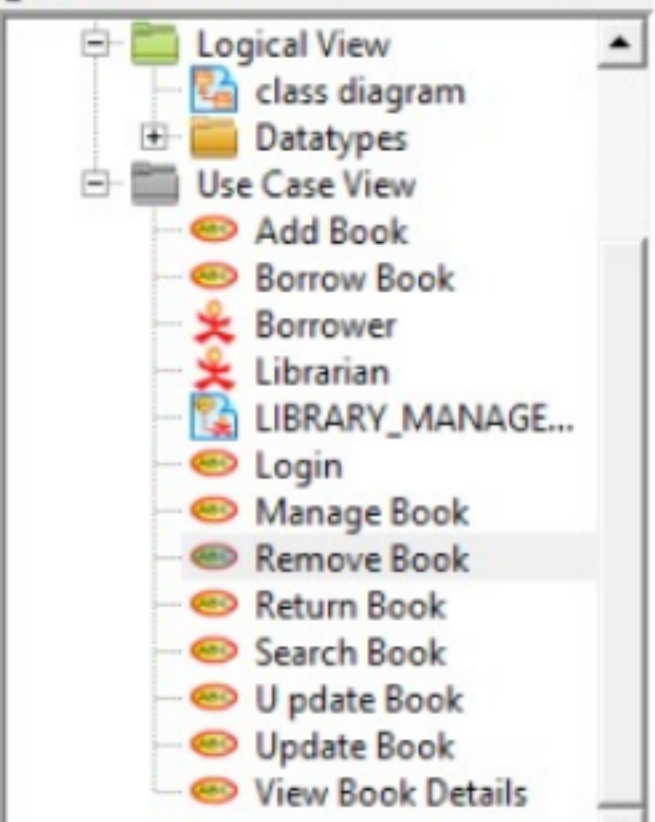 Logical View
class diagram
Datatypes
Use Case View
Add Book
Borrow Book
Borrower
Librarian
LIBRARY_MANAGE...
Login
Manage Book
Remove Book
Return Book
Search Book
U pdate Book
Update Book
View Book Details